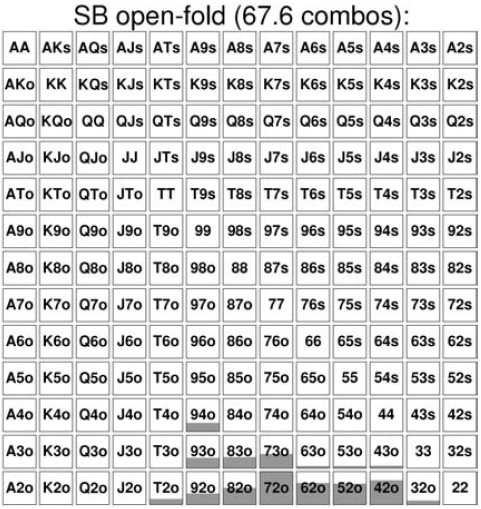 SB open-fold (67.6 combos):
AA AKs AQs AJs ATs A9s A8s A7s A6s A5s A4s A3s A2s
AKo KK KQs KJs KTs K9s K8s K7s K6s K5s K4s K3s K2s
AQo KQo QQ QJs QTs Q9s Q8s Q7s Q6s Q5s Q4s Q3s Q2s
AJo KJo QJo JJ JTs J9s J8s J7s J6s J5s J4s J3s J2s
ATo KTo QTo JTo TT T9s T8s T7s T6s T5s T4s T3s T2s
A9o K9o Q9o J9o T9o 99 98s 97s 96s 95s 94s 93s 92s
A8o K8o Q8o J8o T8o 98o 88 87s 86s 85s 84s 83s 82s
A7o K7o Q7o J7o T7o 97o 87o 77 76s 75s 74s 73s 72s
A6o K6o Q6o J6o T6o 96o 86o 76o 66 65s 64s 63s 62s
A5o K5o Q5o J5o T5o 95o 85o 75o 65o 55 54s 53s 52s
A4o K4o Q4o J4o T4o 94o 84o 74o 64o 54o 44 43s 42s
A3o K3o Q3o J3o T3o 93o 83o 73o 63o 53o 43o 33 32s
A2o K2o Q2o J2o T2o 92o 82o 72o 62o 52o 42o 32o 22